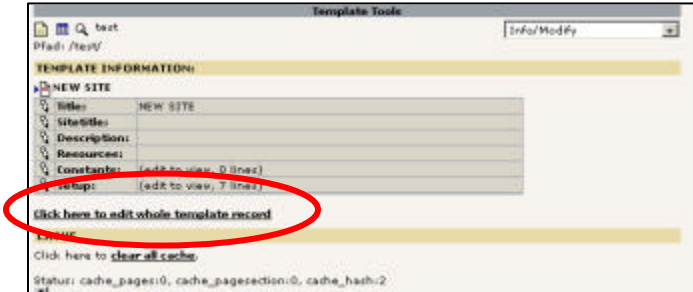 Template Tools
test
Info/Modify
Pfad: /test/
TEMPLATE INFORMATION:
NEW SITE
Title: NEW SITE
Sitetitle:
Description:
Resources:
Constants: (edit to view, 0 lines)
Setup: (edit to view, 7 lines)
Click here to edit whole template record
CACHE
Click here to clear all cache.
Status: cache_pages:0, cache_pagesection:0, cache_hash:2